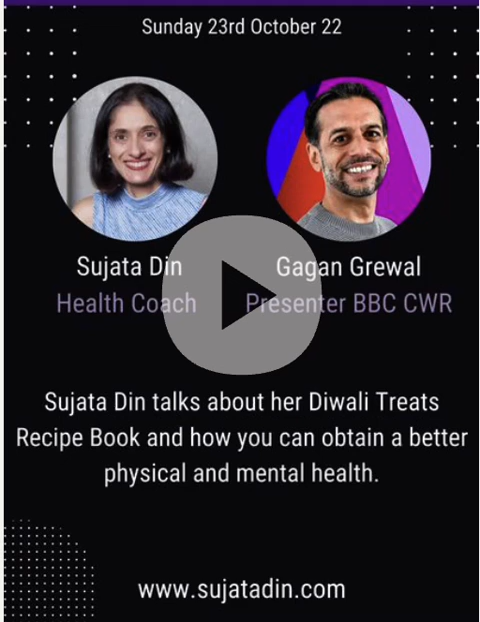 Sunday 23rd October 22
Sujata Din
Gagan Grewal
Health Coach
Presenter BBC CWR
Sujata Din talks about her Diwali Treats
Recipe Book and how you can obtain a better
physical and mental health.
www.sujatadin.com